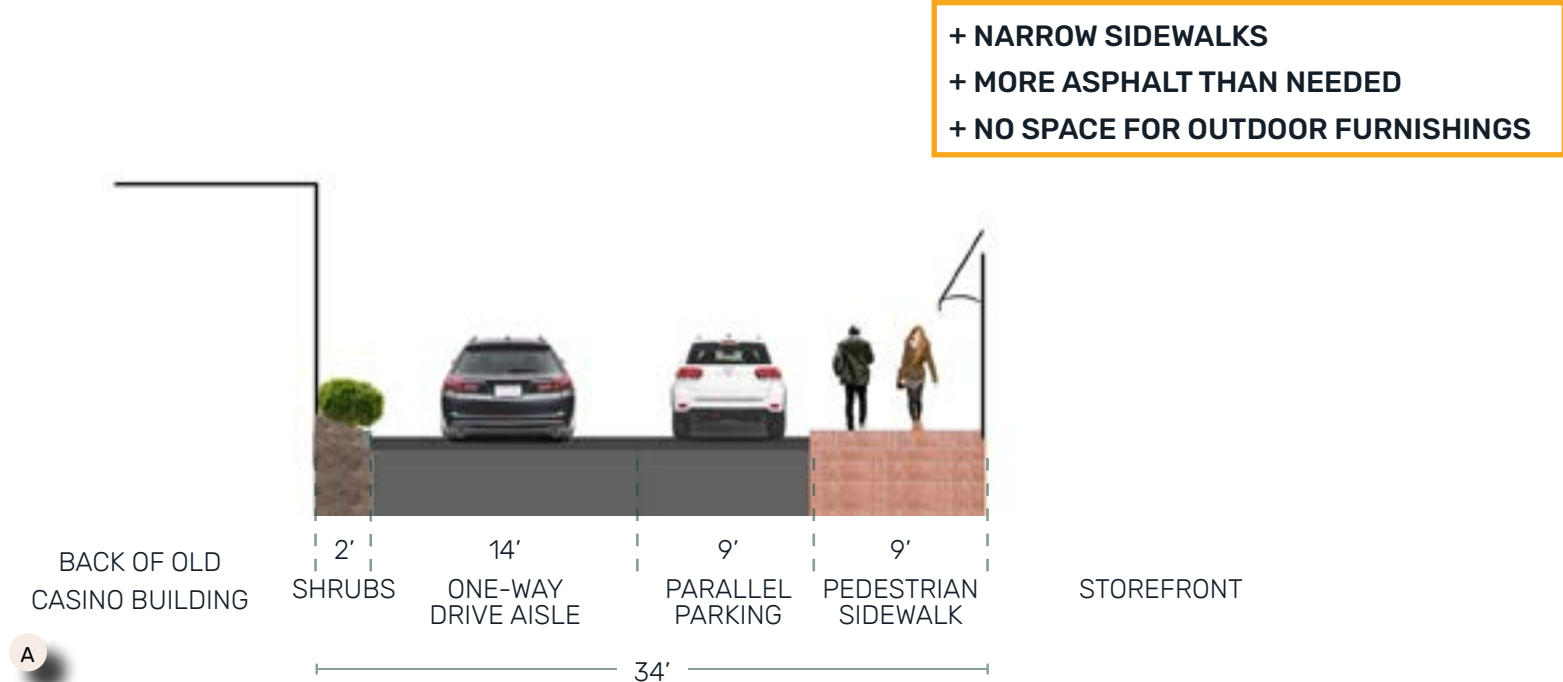 + NARROW SIDEWALKS
+ MORE ASPHALT THAN NEEDED
+ NO SPACE FOR OUTDOOR FURNISHINGS
BACK OF OLD
CASINO BUILDING
2’
SHRUBS
14’
ONE-WAY
DRIVE AISLE
9’
PARALLEL
PARKING
9’
PEDESTRIAN
SIDEWALK
STOREFRONT
A
34’